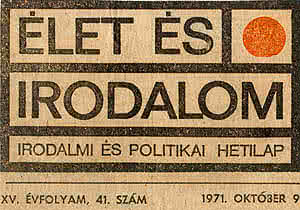 ÉLET ÉS
IRODALOM
IRODALMI ÉS POLITIKAI HETILAP
XV. ÉVFOLYAM, 41. SZÁM 1971. OKTÓBER 9